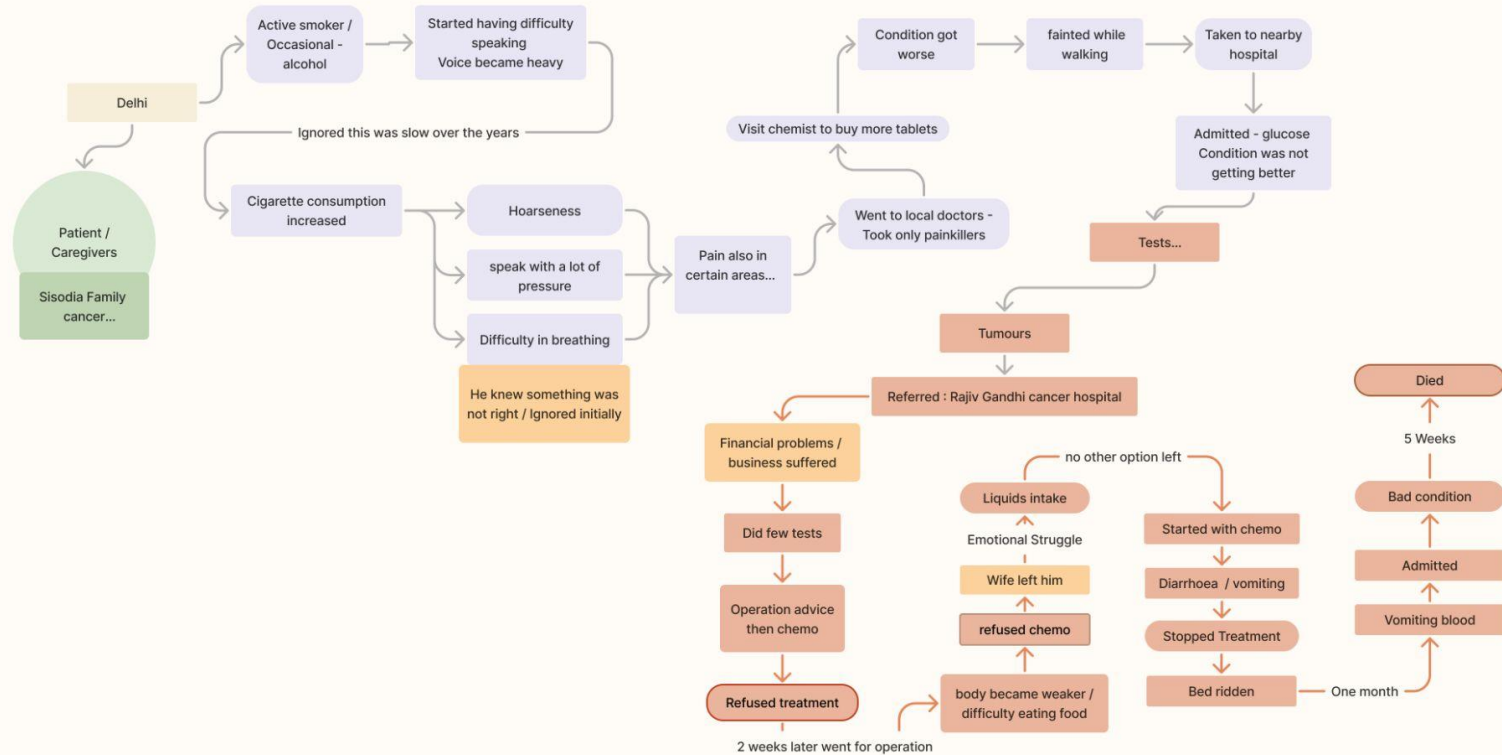 Delhi
Patient /
Caregivers
Sisodia Family
cancer...
Active smoker /
Occasional -
alcohol
Started having difficulty
speaking
Voice became heavy
Ignored this was slow over the years
Cigarette consumption
increased
Hoarseness
speak with a lot of
pressure
Difficulty in breathing
He knew something was
not right / Ignored initially
Pain also in
certain areas...
Went to local doctors -
Took only painkillers
Visit chemist to buy more tablets
Condition got
worse
fainted while
walking
Taken to nearby
hospital
Admitted - glucose
Condition was not
getting better
Tests...
Tumours
Referred : Rajiv Gandhi cancer hospital
Financial problems /
business suffered
Did few tests
Operation advice
then chemo
Refused treatment
2 weeks later went for operation
body became weaker /
difficulty eating food
refused chemo
Wife left him
Emotional Struggle
Liquids intake
no other option left
Started with chemo
Diarrhoea / vomiting
Stopped Treatment
Bed ridden
One month
Vomiting blood
Admitted
Bad condition
5 Weeks
Died